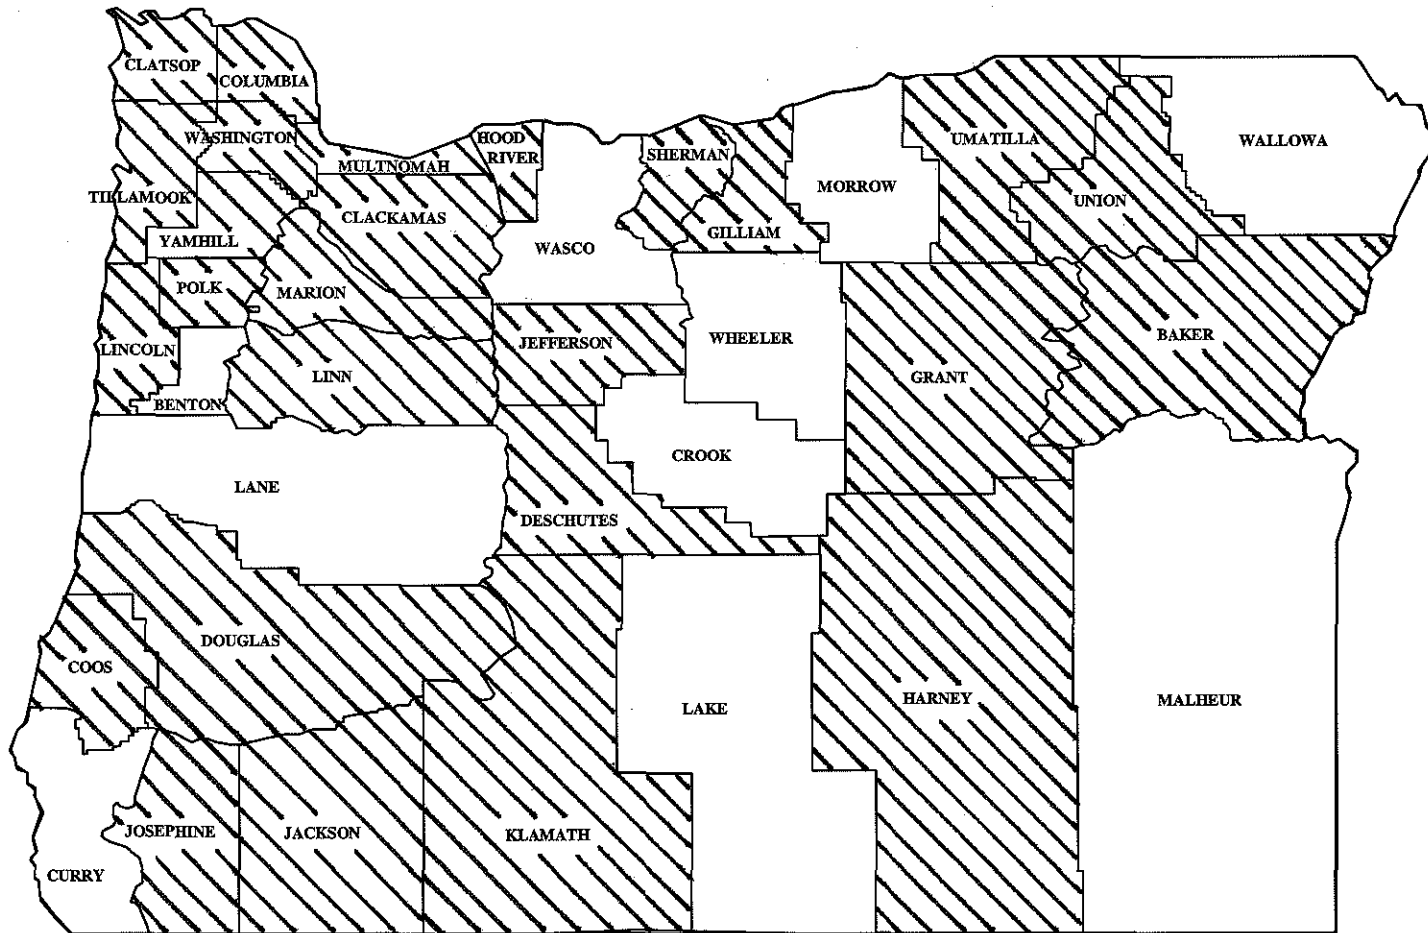 CLATSOP
COLUMBIA
WASHINGTON
MULTNOMAH
HOOD
RIVER
SHERMAN
UMATILLA
WALLOWA
TILLAMOOK
CLACKAMAS
MORROW
UNION
YAMHILL
WASCO
GILLIAM
POLK
MARION
LINCOLN
JEFFERSON
WHEELER
BAKER
LINN
GRANT
BENTON
CROOK
LANE
DESCHUTES
DOUGLAS
COOS
LAKE
HARNEY
MALHEUR
JOSEPHINE
JACKSON
KLAMATH
CURRY